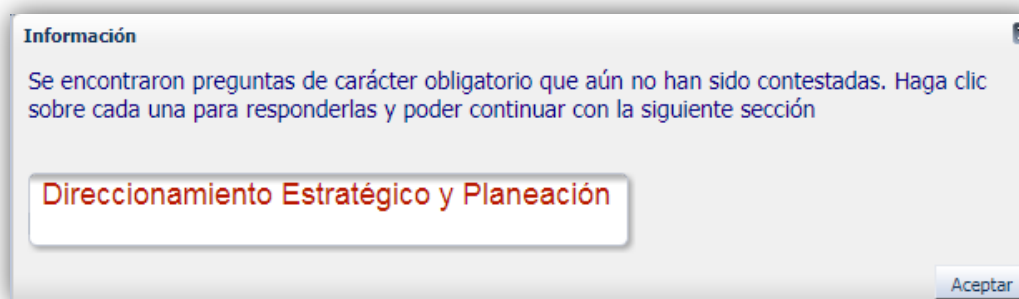 Información
Se encontraron preguntas de carácter obligatorio que aún no han sido contestadas. Haga clic
sobre cada una para responderlas y poder continuar con la siguiente sección
Direccionamiento Estratégico y Planeación
Aceptar